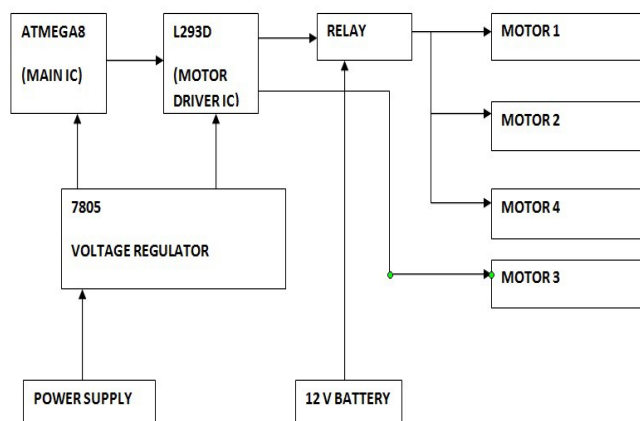 ATMEGA8
(MAIN IC)
L293D
(MOTOR
DRIVER IC)
RELAY
MOTOR 1
MOTOR 2
MOTOR 4
MOTOR 3
7805
VOLTAGE REGULATOR
POWER SUPPLY
12 V BATTERY